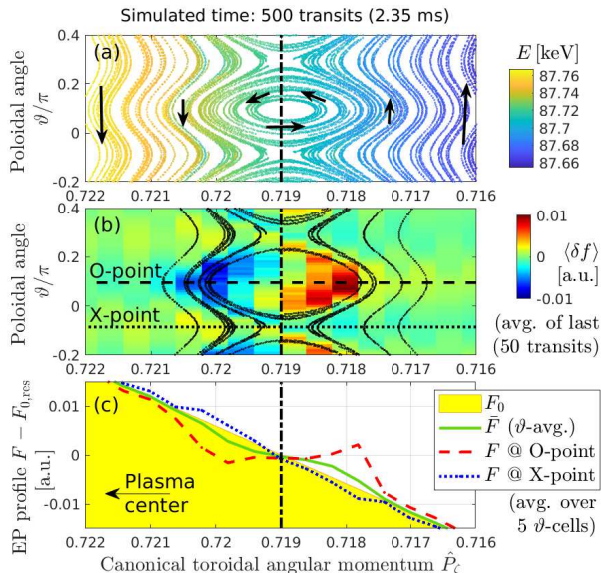 Simulated time: 500 transits (2.35 ms)
(a)
Poloidal angle
ϑ/π
0.4
0.2
0
-0.2
0.722 0.721 0.72 0.719 0.718 0.717 0.716
E [keV]
87.76
87.74
87.72
87.7
87.68
87.66
(b)
Poloidal angle
ϑ/π
0.4
0.2
0
-0.2
O-point
X-point
0.722 0.721 0.72 0.719 0.718 0.717 0.716
0.01
-0.01
⟨δf⟩
[a.u.]
(avg. of last
50 transits)
(c)
EP profile F − F0,res
[a.u.]
0.01
0
-0.01
Plasma
center
F0
F̄ (ϑ-avg.)
F @ O-point
F @ X-point
(avg. over
5 ϑ-cells)
0.722 0.721 0.72 0.719 0.718 0.717 0.716
Canonical toroidal angular momentum P̂ζ